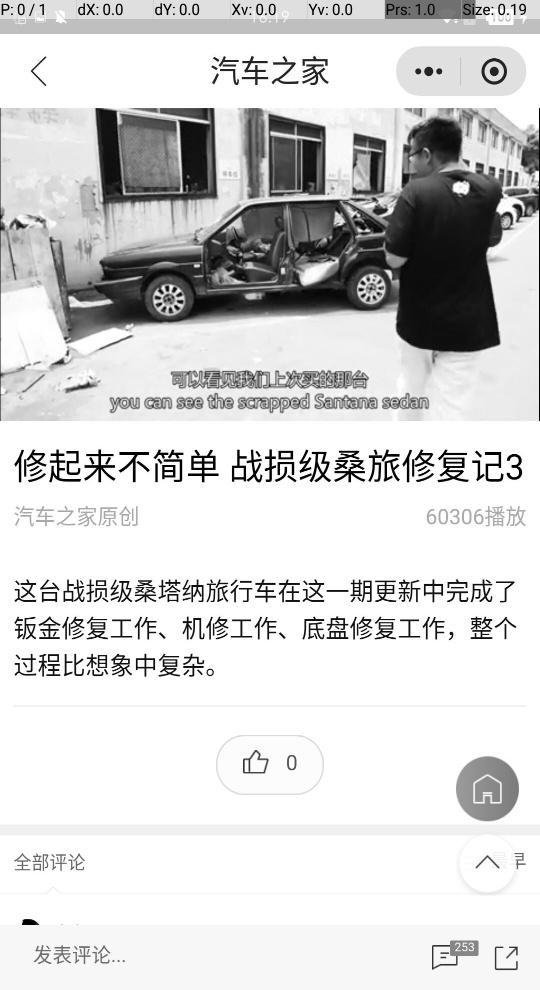 P: 0 / 1 dX: 0.0 dY: 0.0 Xv: 0.0 Yv: 0.0 Prs: 1.0 Size: 0.19
16:19 100
汽车之家
可以看见我们上次买的那台
you can see the scrapped Santana sedan
修起来不简单 战损级桑旅修复记3
汽车之家原创 60306播放
这台战损级桑塔纳旅行车在这一期更新中完成了
钣金修复工作、机修工作、底盘修复工作，整个
过程比想象中复杂。
0
全部评论 早
发表评论... 253